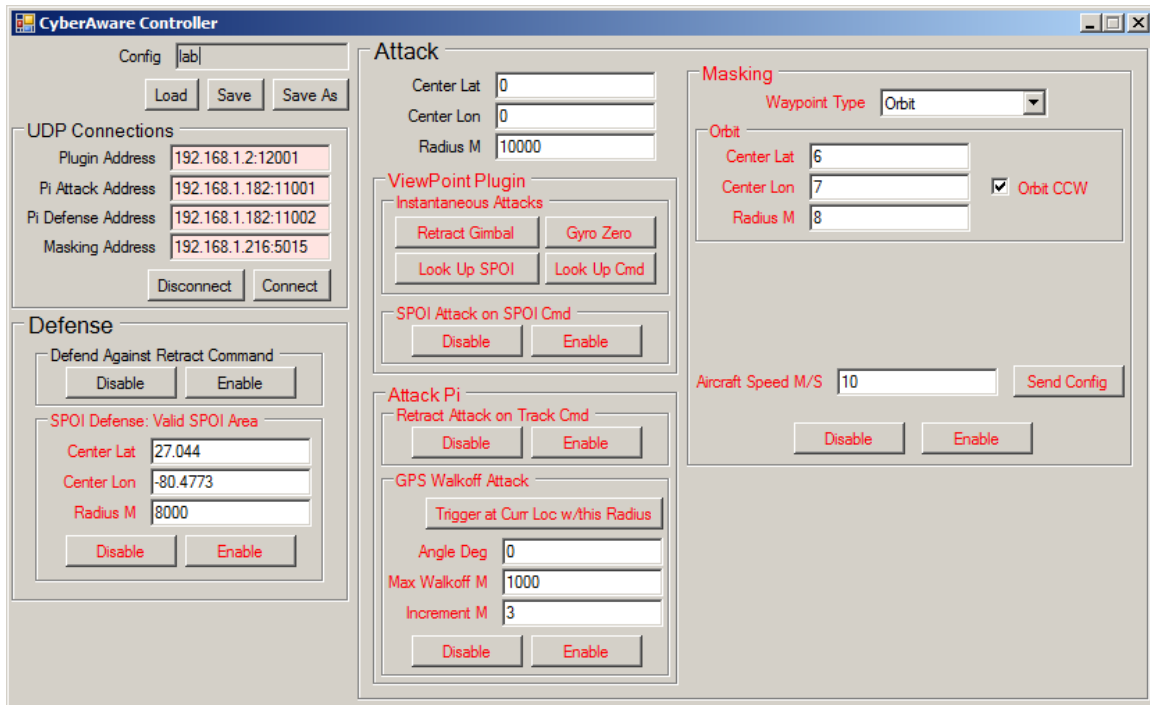 CyberAware Controller
Config lab
Load Save Save As
UDP Connections
Plugin Address 192.168.1.2:12001
Pi Attack Address 192.168.1.182:11001
Pi Defense Address 192.168.1.182:11002
Masking Address 192.168.1.216:5015
Disconnect Connect
Defense
Defend Against Retract Command
Disable Enable
SPOI Defense: Valid SPOI Area
Center Lat 27.044
Center Lon -80.4773
Radius M 8000
Disable Enable
Attack
Center Lat 0
Center Lon 0
Radius M 10000
ViewPoint Plugin
Instantaneous Attacks
Retract Gimbal Gyro Zero
Look Up SPOI Look Up Cmd
SPOI Attack on SPOI Cmd
Disable Enable
Attack Pi
Retract Attack on Track Cmd
Disable Enable
GPS Walkoff Attack
Trigger at Curr Loc w/this Radius
Angle Deg 0
Max Walkoff M 1000
Increment M 3
Disable Enable
Masking
Waypoint Type Orbit
Orbit
Center Lat 6
Center Lon 7 Orbit CCW
Radius M 8
Aircraft Speed M/S 10 Send Config
Disable Enable